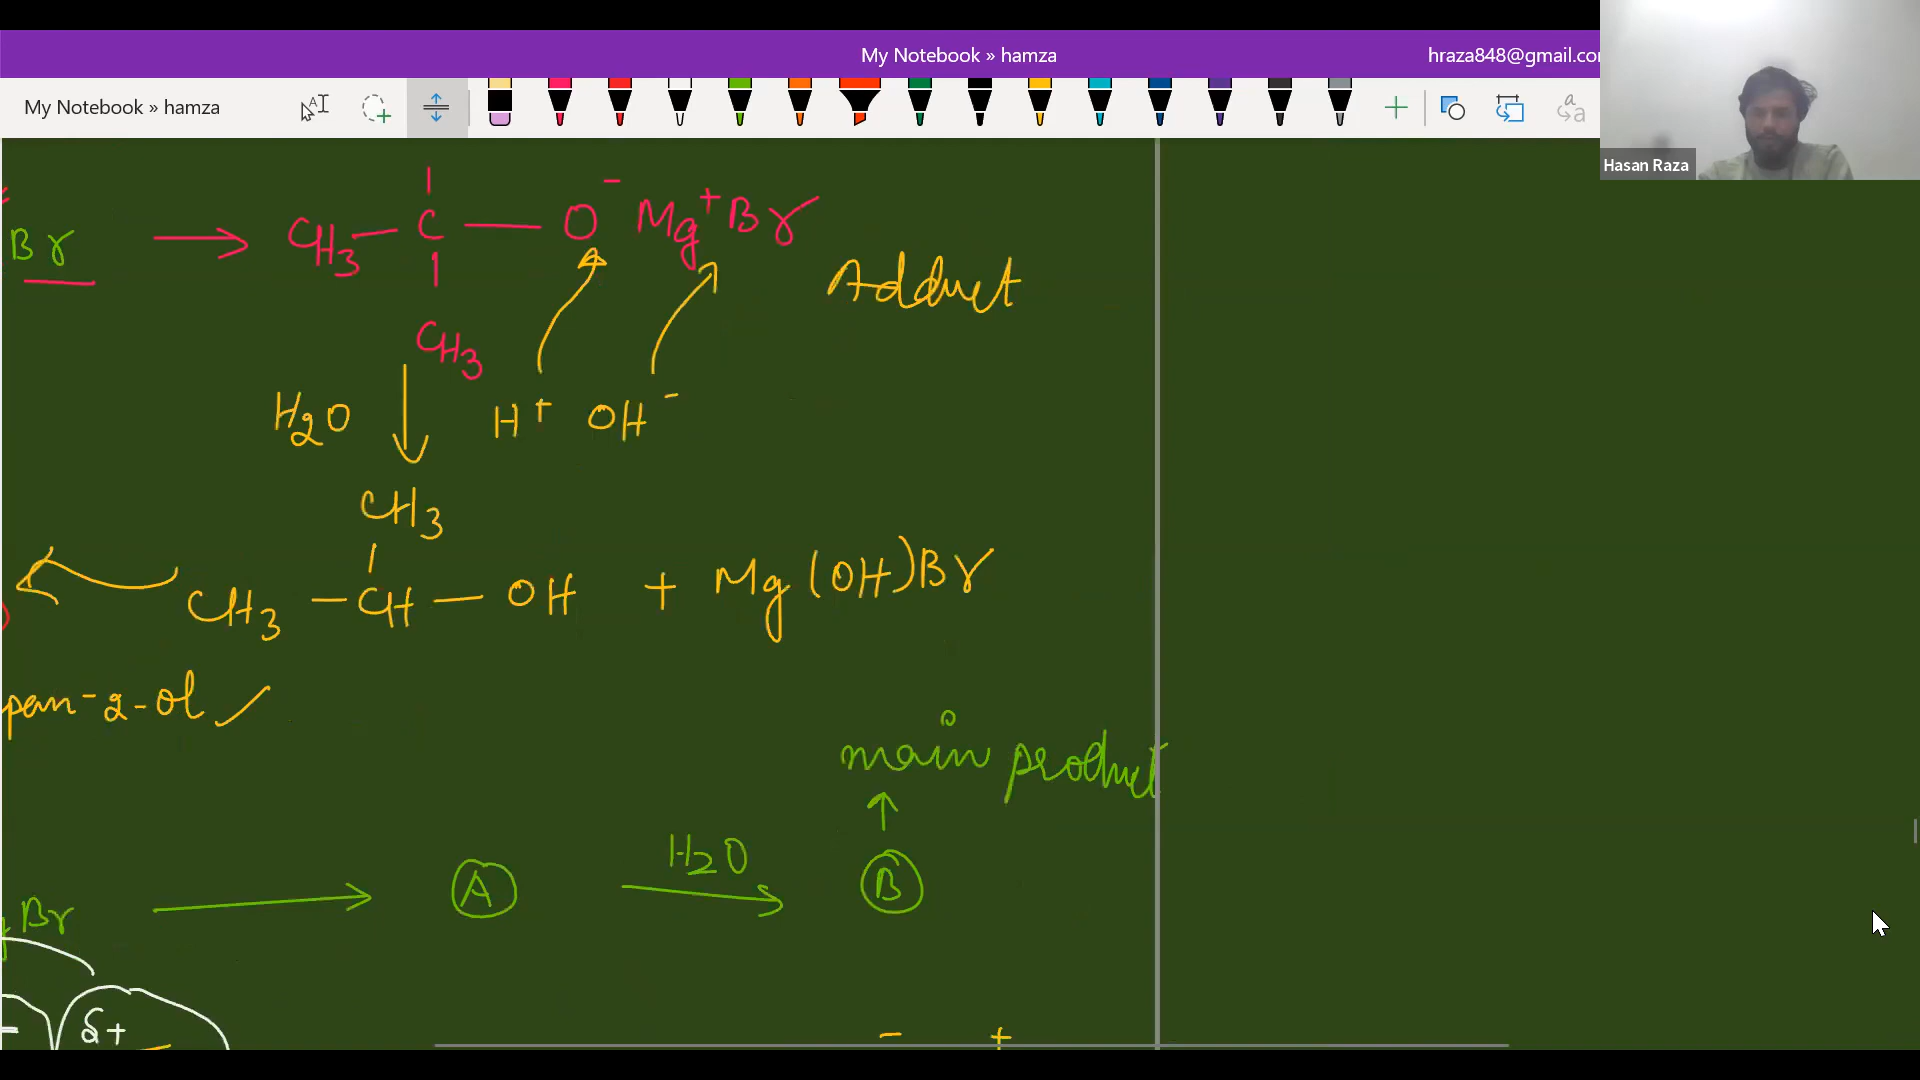 My Notebook » hamza
hraza848@gmail.co
My Notebook » hamza
Hasan Raza
Br → CH3 — C — O⁻ Mg⁺Br
Adduct
CH3
H2O
H⁺ OH⁻
CH3
CH3 — CH — OH + Mg(OH)Br
pan-2-ol ✓
main product
↑
Br → A H2O → B
δ+
− +